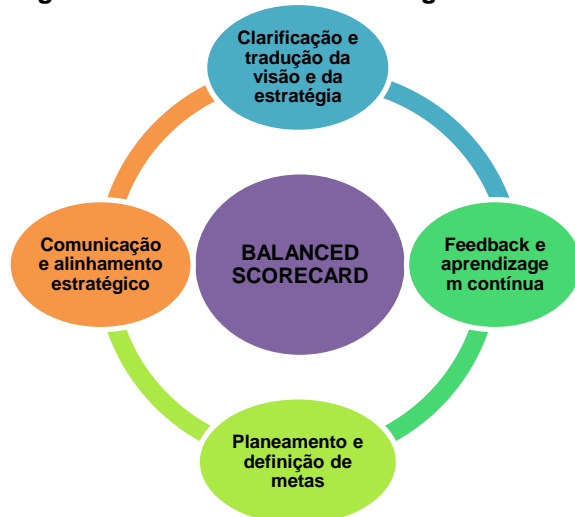 Clarificação e
tradução da
visão e da
estratégia
Comunicação
e alinhamento
estratégico
BALANCED
SCORECARD
Feedback e
aprendizage
m contínua
Planeamento e
definição de
metas